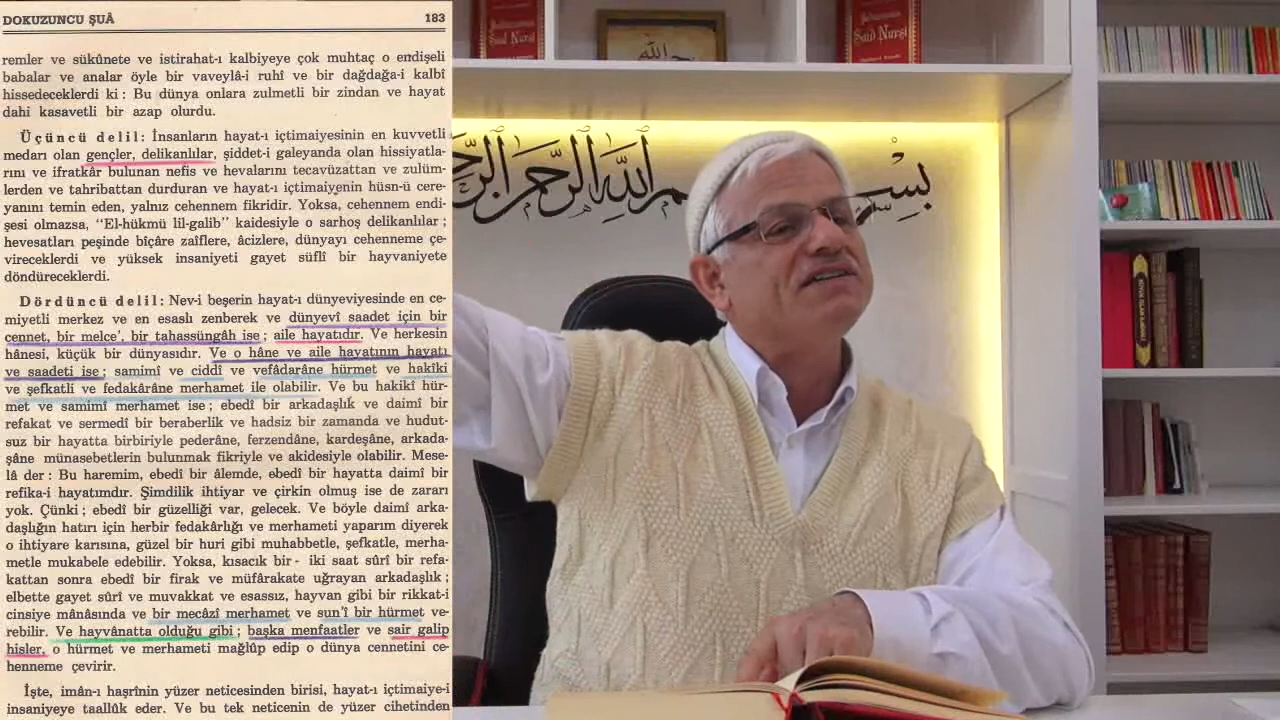 DOKUZUNCU ŞUÂ 183
remler ve sükûnete ve istirahat-ı kalbiyeye çok muhtaç o endişeli
babalar ve analar öyle bir vaveylâ-i ruhî ve bir dağdağa-i kalbî
hissedeceklerdi ki : Bu dünya onlara zulmetli bir zindan ve hayat
dahi kasavetli bir azap olurdu.
Üçüncü delil: İnsanların hayat-ı içtimaiyesinin en kuvvetli
medarı olan gençler, delikanlılar, şiddet-i galeyanda olan hissiyatla-
rını ve ifratkâr bulunan nefis ve hevalarını tecavüzattan ve zulüm-
lerden ve tahribattan durduran ve hayat-ı içtimaiyenin hüsn-ü cere-
yanını temin eden, yalnız cehennem fikridir. Yoksa, cehennem endi-
şesi olmazsa, "El-hükmü lil-galib" kaidesiyle o sarhoş delikanlılar ;
hevesatları peşinde bîçâre zaîflere, âcizlere, dünyayı cehenneme çe-
vireceklerdi ve yüksek insaniyeti gayet süflî bir hayvaniyete
döndüreceklerdi.
Dördüncü delil: Nev-i beşerin hayat-ı dünyeviyesinde en ce-
miyetli merkez ve en esaslı zenberek ve dünyevî saadet için bir
cennet, bir melce', bir tahassüngâh ise ; aile hayatıdır. Ve herkesin
hânesi, küçük bir dünyasıdır. Ve o hâne ve aile hayatının hayatı
ve saadeti ise ; samimî ve ciddî ve vefâdarâne hürmet ve hakîkî
ve şefkatli ve fedakârâne merhamet ile olabilir. Ve bu hakikî hür-
met ve samimî merhamet ise ; ebedî bir arkadaşlık ve daimî bir
refakat ve sermedî bir beraberlik ve hadsiz bir zamanda ve hudut-
suz bir hayatta birbiriyle pederâne, ferzendâne, kardeşâne, arkada-
şâne münasebetlerin bulunmak fikriyle ve akidesiyle olabilir. Mese-
lâ der : Bu haremim, ebedî bir âlemde, ebedî bir hayatta daimî bir
refika-i hayatımdır. Şimdilik ihtiyar ve çirkin olmuş ise de zararı
yok. Çünki ; ebedî bir güzelliği var, gelecek. Ve böyle daimî arka-
daşlığın hatırı için herbir fedakârlığı ve merhameti yaparım diyerek
o ihtiyare karısına, güzel bir huri gibi muhabbetle, şefkatle, merha-
metle mukabele edebilir. Yoksa, kısacık bir - iki saat sûrî bir refa-
kattan sonra ebedî bir firak ve müfârakate uğrayan arkadaşlık ;
elbette gayet sûrî ve muvakkat ve esassız, hayvan gibi bir rikkat-i
cinsiye mânâsında ve bir mecâzî merhamet ve sun'î bir hürmet ve-
rebilir. Ve hayvânatta olduğu gibi ; başka menfaatler ve sair galip
hisler, o hürmet ve merhameti mağlûp edip o dünya cennetini ce-
henneme çevirir.
İşte, imân-ı haşrînin yüzer neticesinden birisi, hayat-ı içtimaiye-i
insaniyeye taallûk eder. Ve bu tek neticenin de yüzer cihetinden
Said Nursî
Said Nursî
الله
بسم الله الرحمن الرحيم